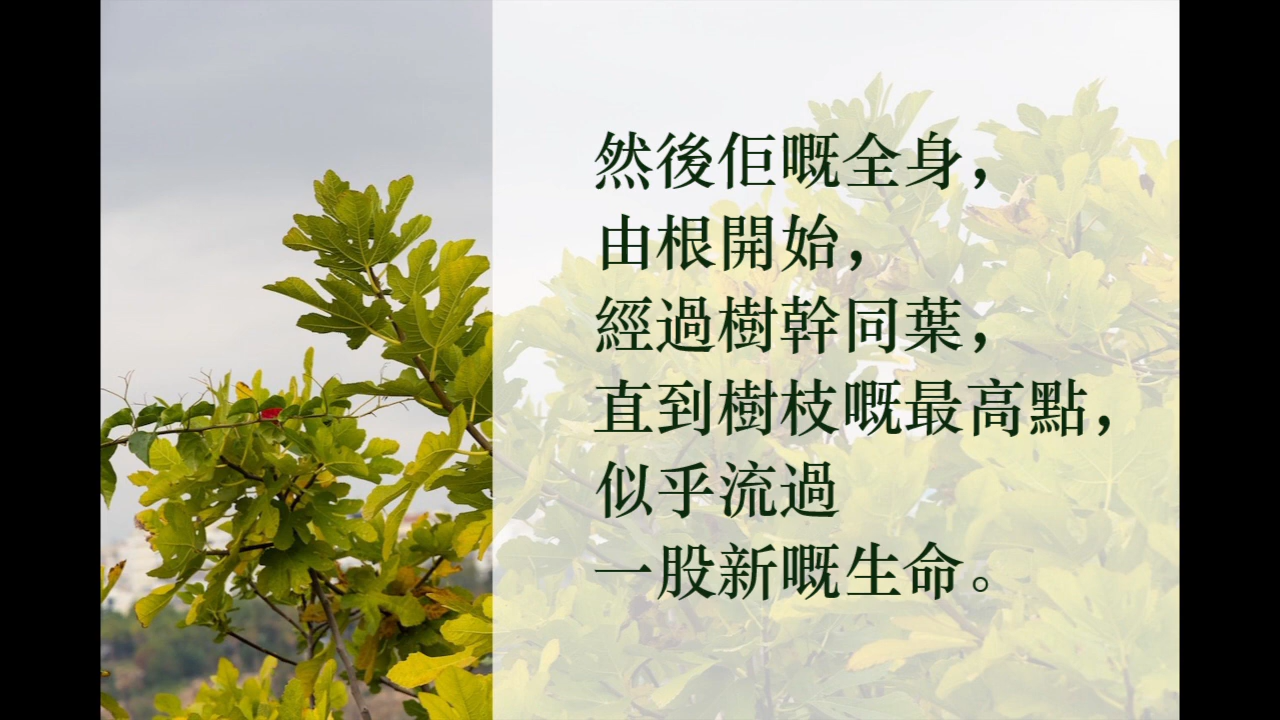 然後佢嘅全身，
由根開始，
經過樹幹同葉，
直到樹枝嘅最高點，
似乎流過
一股新嘅生命。